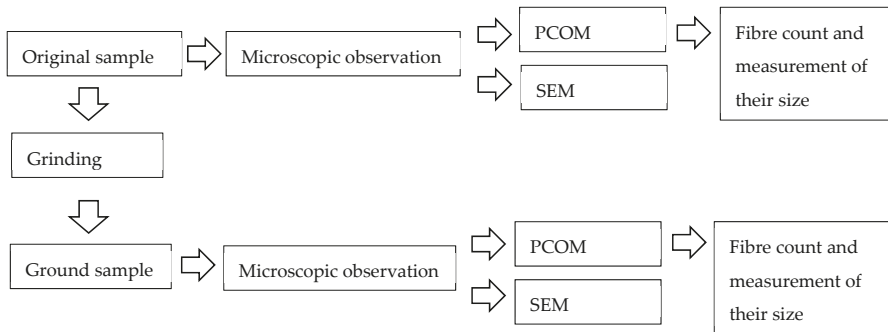 Original sample
Microscopic observation
PCOM
SEM
Fibre count and
measurement of
their size
Grinding
Ground sample
Microscopic observation
PCOM
SEM
Fibre count and
measurement of
their size